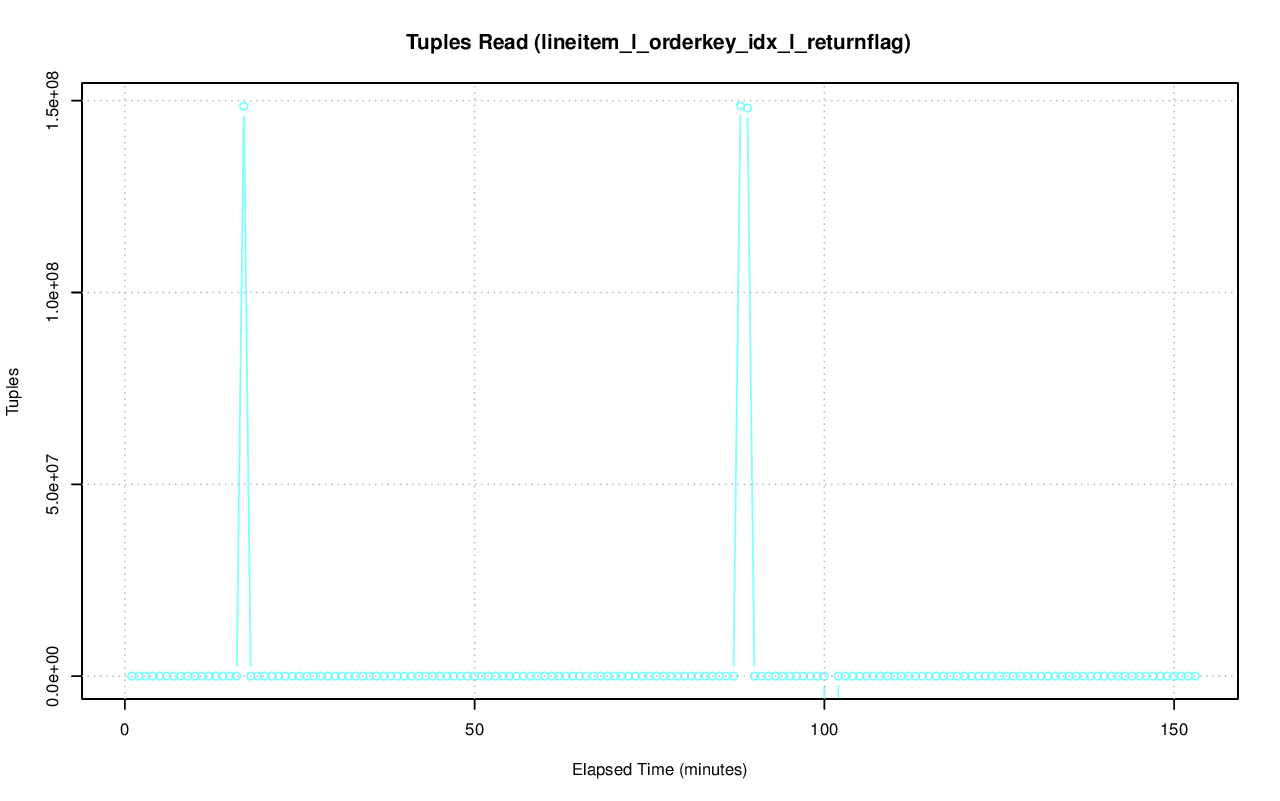 Tuples Read (lineitem_l_orderkey_idx_l_returnflag)
1.5e+08
1.0e+08
5.0e+07
0.0e+00
Tuples
0 50 100 150
Elapsed Time (minutes)